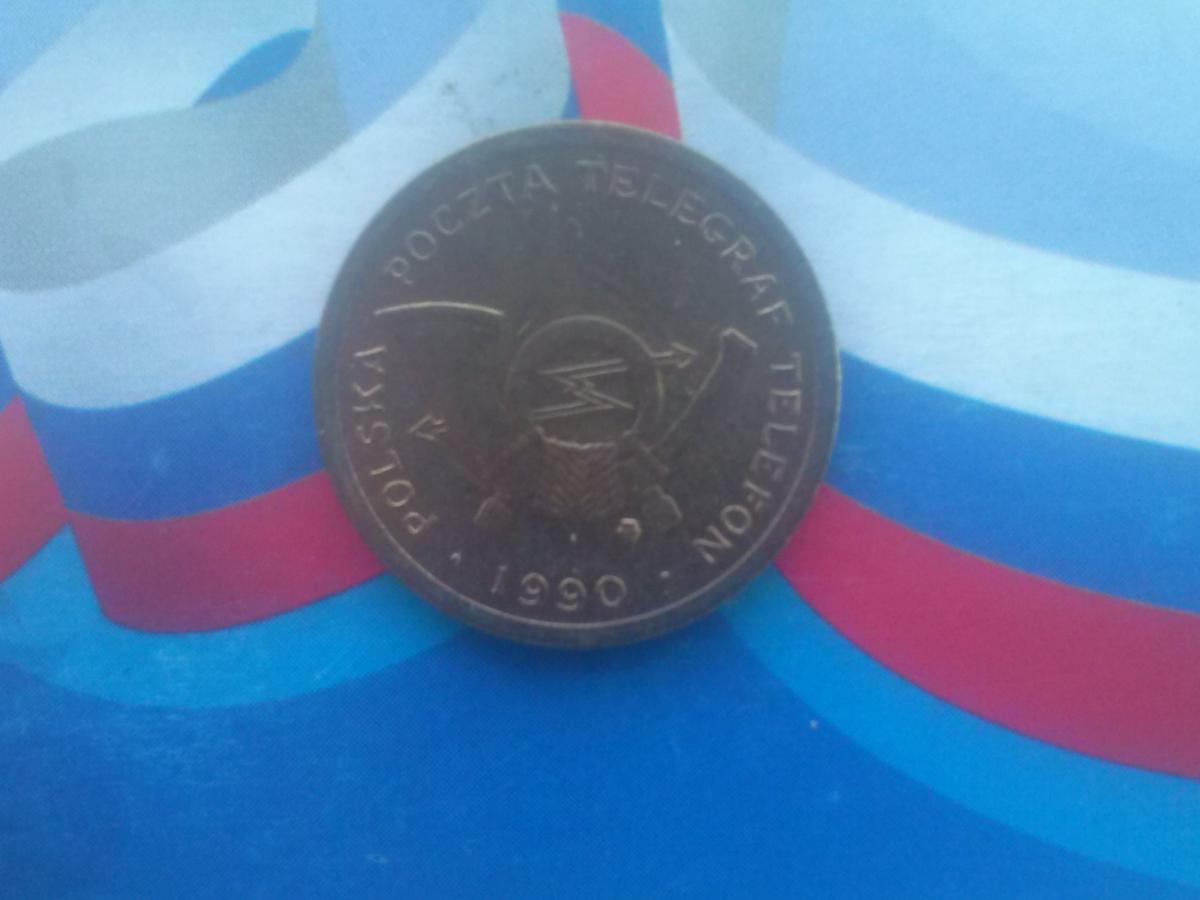 POLSKA POCZTA TELEGRAF TELEFON
· 1990 ·